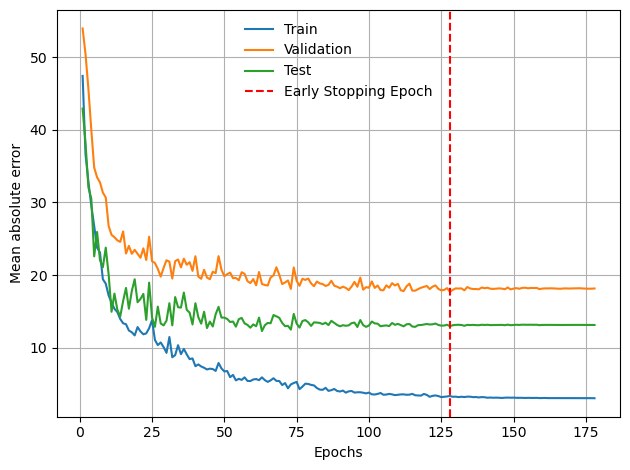 Train
Validation
Test
Early Stopping Epoch
Mean absolute error
50
40
30
20
10
0 25 50 75 100 125 150 175
Epochs